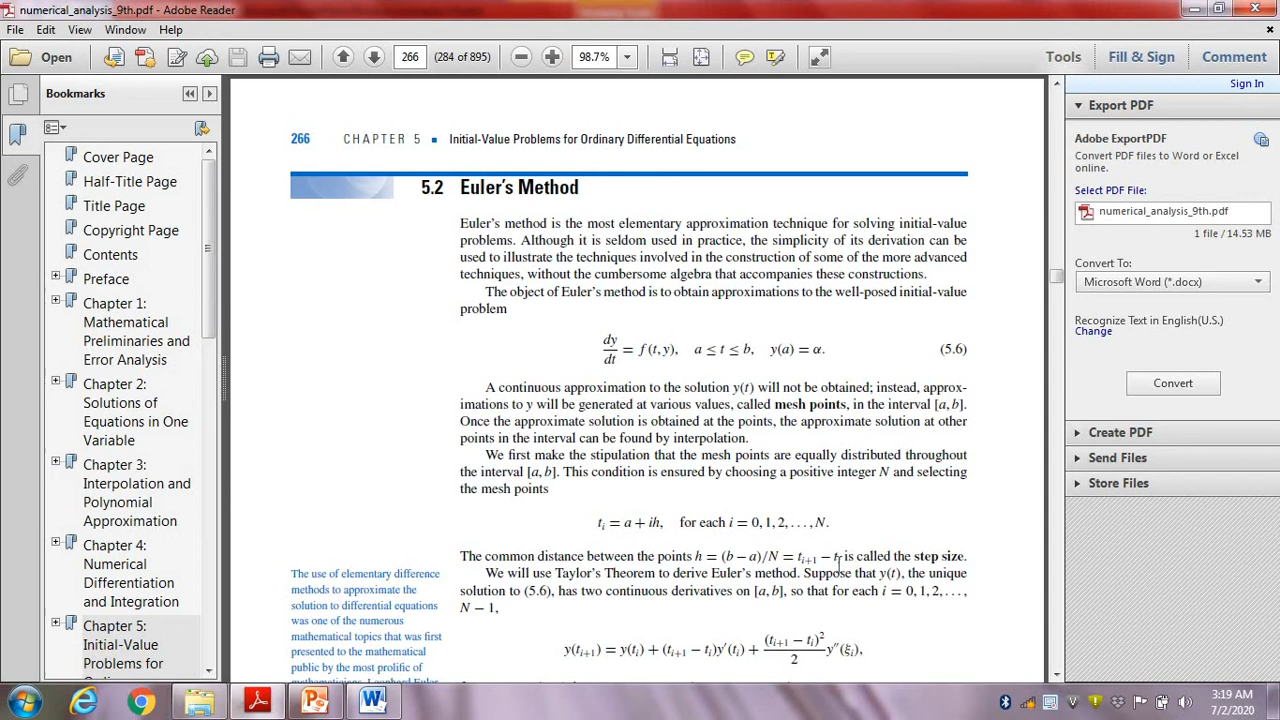 numerical_analysis_9th.pdf - Adobe Reader
File Edit View Window Help
Open
266 (284 of 895)
98.7%
Tools Fill & Sign Comment
Bookmarks
Cover Page
Half-Title Page
Title Page
Copyright Page
Contents
Preface
Chapter 1:
Mathematical
Preliminaries and
Error Analysis
Chapter 2:
Solutions of
Equations in One
Variable
Chapter 3:
Interpolation and
Polynomial
Approximation
Chapter 4:
Numerical
Differentiation
and Integration
Chapter 5:
Initial-Value
Problems for
266 CHAPTER 5 ■ Initial-Value Problems for Ordinary Differential Equations
5.2 Euler's Method
Euler's method is the most elementary approximation technique for solving initial-value
problems. Although it is seldom used in practice, the simplicity of its derivation can be
used to illustrate the techniques involved in the construction of some of the more advanced
techniques, without the cumbersome algebra that accompanies these constructions.
The object of Euler's method is to obtain approximations to the well-posed initial-value
problem
dy/dt = f(t, y), a ≤ t ≤ b, y(a) = α. (5.6)
A continuous approximation to the solution y(t) will not be obtained; instead, approx-
imations to y will be generated at various values, called mesh points, in the interval [a, b].
Once the approximate solution is obtained at the points, the approximate solution at other
points in the interval can be found by interpolation.
We first make the stipulation that the mesh points are equally distributed throughout
the interval [a, b]. This condition is ensured by choosing a positive integer N and selecting
the mesh points
tᵢ = a + ih, for each i = 0, 1, 2, . . . , N.
The common distance between the points h = (b − a)/N = tᵢ₊₁ − tᵢ is called the step size.
We will use Taylor's Theorem to derive Euler's method. Suppose that y(t), the unique
solution to (5.6), has two continuous derivatives on [a, b], so that for each i = 0, 1, 2, . . . ,
N − 1,
y(tᵢ₊₁) = y(tᵢ) + (tᵢ₊₁ − tᵢ)y′(tᵢ) + (tᵢ₊₁ − tᵢ)²/2 y″(ξᵢ),
The use of elementary difference
methods to approximate the
solution to differential equations
was one of the numerous
mathematical topics that was first
presented to the mathematical
public by the most prolific of
mathematicians, Leonhard Euler
Sign In
Export PDF
Adobe ExportPDF
Convert PDF files to Word or Excel
online.
Select PDF File:
numerical_analysis_9th.pdf
1 file / 14.53 MB
Convert To:
Microsoft Word (*.docx)
Recognize Text in English(U.S.)
Change
Convert
Create PDF
Send Files
Store Files
3:19 AM
7/2/2020